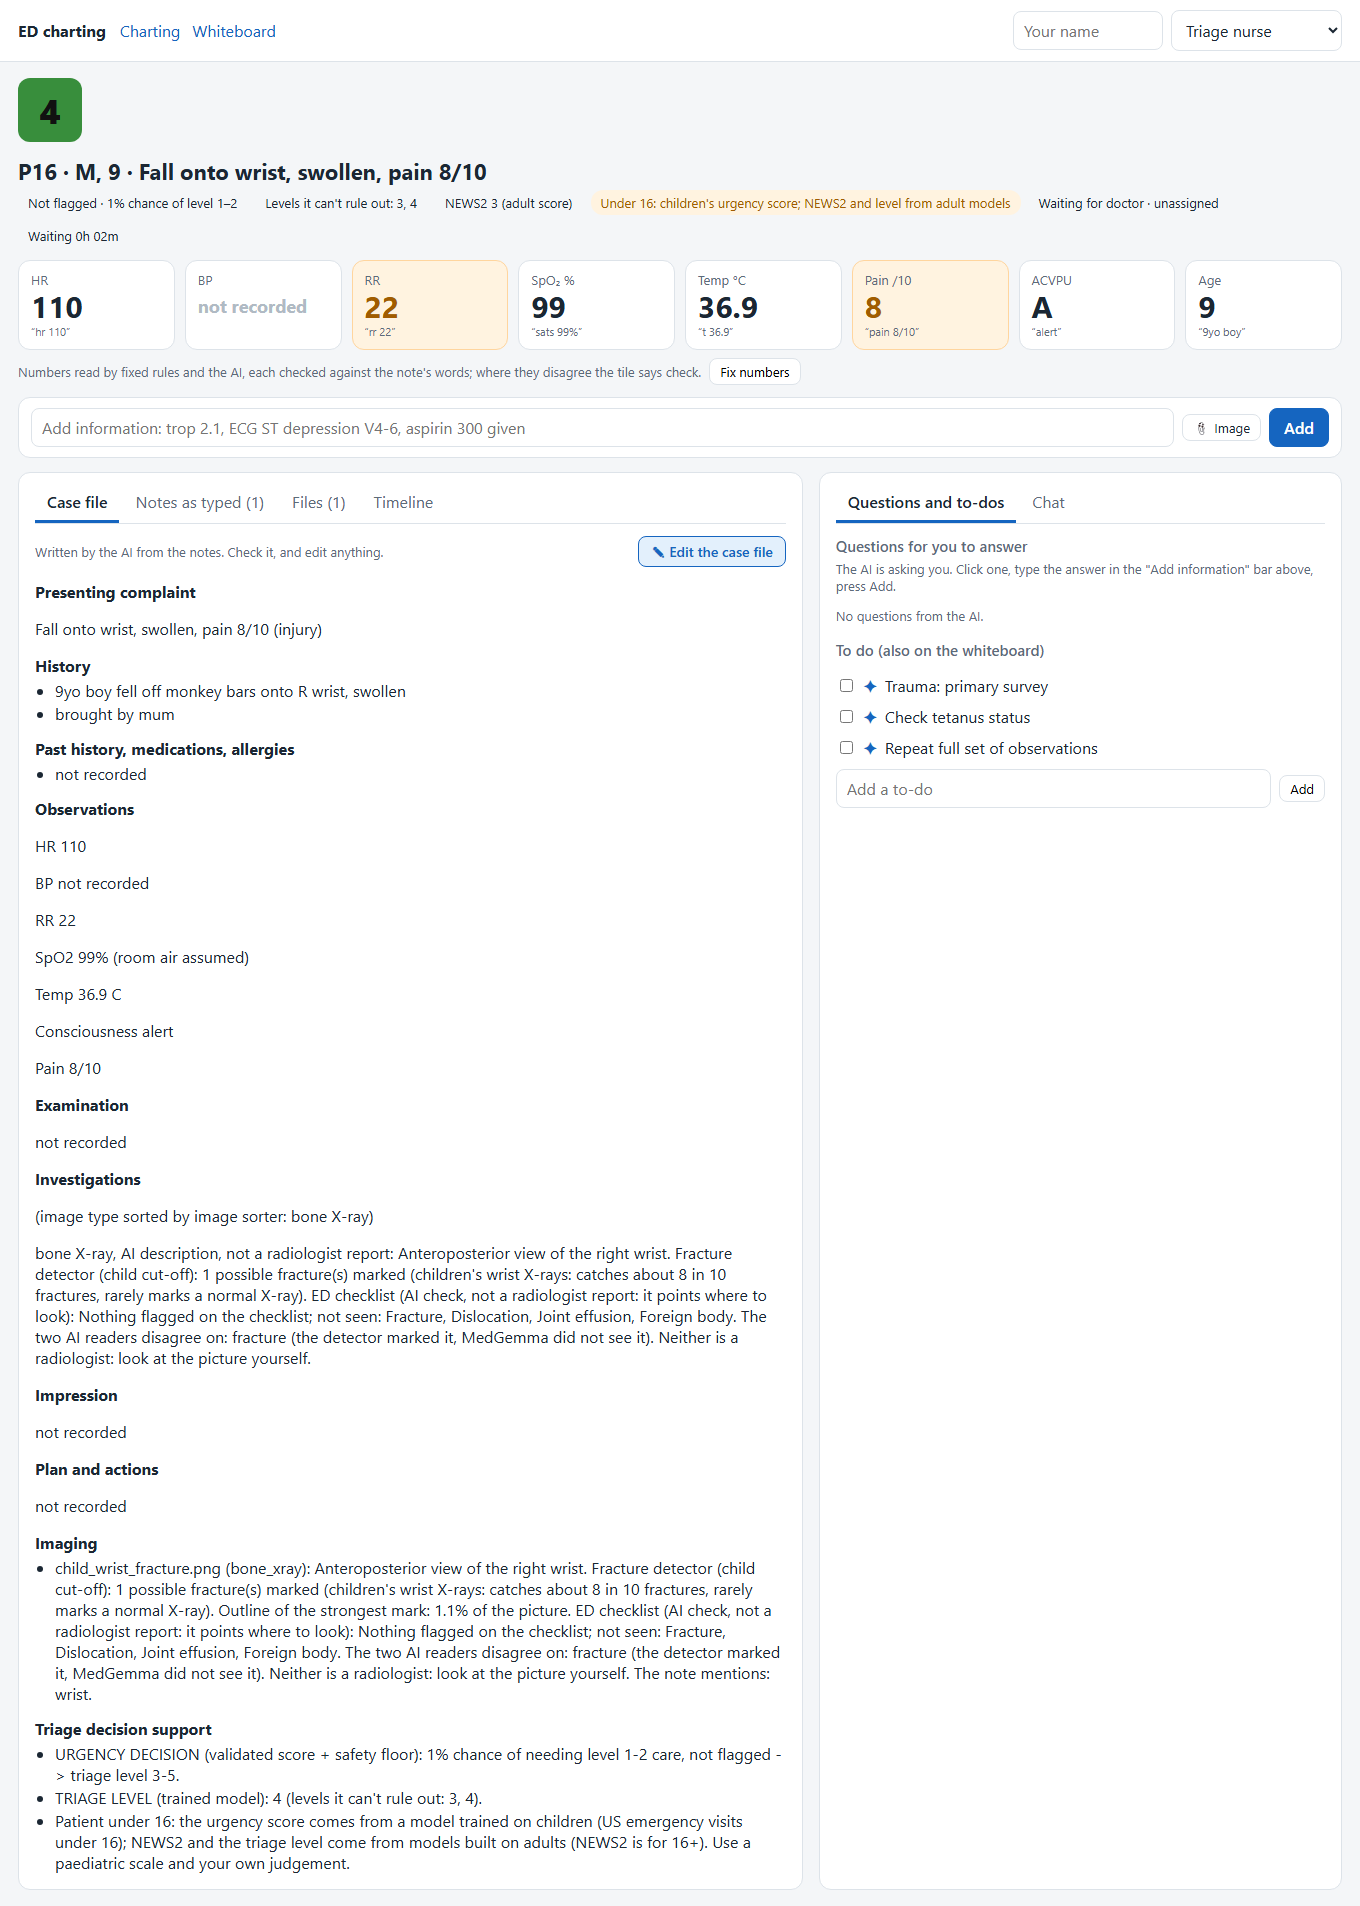 ED charting Charting Whiteboard Your name Triage nurse
4
P16 · M, 9 · Fall onto wrist, swollen, pain 8/10
Not flagged · 1% chance of level 1–2 Levels it can't rule out: 3, 4 NEWS2 3 (adult score) Under 16: children's urgency score; NEWS2 and level from adult models Waiting for doctor · unassigned
Waiting 0h 02m
HR
110
"hr 110"
BP
not recorded
RR
22
"rr 22"
SpO₂ %
99
"sats 99%"
Temp °C
36.9
"t 36.9"
Pain /10
8
"pain 8/10"
ACVPU
A
"alert"
Age
9
"9yo boy"
Numbers read by fixed rules and the AI, each checked against the note's words; where they disagree the tile says check. Fix numbers
Add information: trop 2.1, ECG ST depression V4-6, aspirin 300 given Image Add
Case file Notes as typed (1) Files (1) Timeline
Written by the AI from the notes. Check it, and edit anything. Edit the case file
Presenting complaint
Fall onto wrist, swollen, pain 8/10 (injury)
History
• 9yo boy fell off monkey bars onto R wrist, swollen
• brought by mum
Past history, medications, allergies
• not recorded
Observations
HR 110
BP not recorded
RR 22
SpO2 99% (room air assumed)
Temp 36.9 C
Consciousness alert
Pain 8/10
Examination
not recorded
Investigations
(image type sorted by image sorter: bone X-ray)
bone X-ray, AI description, not a radiologist report: Anteroposterior view of the right wrist. Fracture
detector (child cut-off): 1 possible fracture(s) marked (children's wrist X-rays: catches about 8 in 10
fractures, rarely marks a normal X-ray). ED checklist (AI check, not a radiologist report: it points where to
look): Nothing flagged on the checklist; not seen: Fracture, Dislocation, Joint effusion, Foreign body. The
two AI readers disagree on: fracture (the detector marked it, MedGemma did not see it). Neither is a
radiologist: look at the picture yourself.
Impression
not recorded
Plan and actions
not recorded
Imaging
• child_wrist_fracture.png (bone_xray): Anteroposterior view of the right wrist. Fracture detector (child
cut-off): 1 possible fracture(s) marked (children's wrist X-rays: catches about 8 in 10 fractures, rarely
marks a normal X-ray). Outline of the strongest mark: 1.1% of the picture. ED checklist (AI check, not a
radiologist report: it points where to look): Nothing flagged on the checklist; not seen: Fracture,
Dislocation, Joint effusion, Foreign body. The two AI readers disagree on: fracture (the detector marked
it, MedGemma did not see it). Neither is a radiologist: look at the picture yourself. The note mentions:
wrist.
Triage decision support
• URGENCY DECISION (validated score + safety floor): 1% chance of needing level 1-2 care, not flagged -
> triage level 3-5.
• TRIAGE LEVEL (trained model): 4 (levels it can't rule out: 3, 4).
• Patient under 16: the urgency score comes from a model trained on children (US emergency visits
under 16); NEWS2 and the triage level come from models built on adults (NEWS2 is for 16+). Use a
paediatric scale and your own judgement.
Questions and to-dos Chat
Questions for you to answer
The AI is asking you. Click one, type the answer in the "Add information" bar above,
press Add.
No questions from the AI.
To do (also on the whiteboard)
Trauma: primary survey
Check tetanus status
Repeat full set of observations
Add a to-do Add